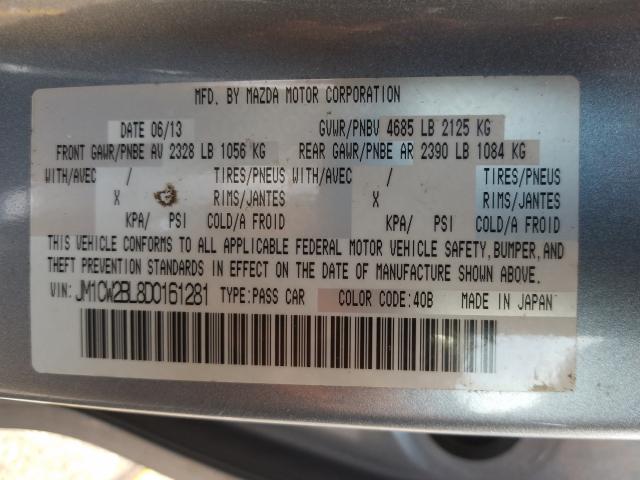 MFD. BY MAZDA MOTOR CORPORATION
DATE 06/13 GVWR/PNBV 4685 LB 2125 KG
FRONT GAWR/PNBE AV 2328 LB 1056 KG REAR GAWR/PNBE AR 2390 LB 1084 KG
WITH/AVEC / TIRES/PNEUS WITH/AVEC / TIRES/PNEUS
X RIMS/JANTES X RIMS/JANTES
KPA/ PSI COLD/A FROID KPA/ PSI COLD/A FROID
THIS VEHICLE CONFORMS TO ALL APPLICABLE FEDERAL MOTOR VEHICLE SAFETY, BUMPER, AND
THEFT PREVENTION STANDARDS IN EFFECT ON THE DATE OF MANUFACTURE SHOWN ABOVE.
VIN: JM1CW2BL8D0161281 TYPE:PASS CAR COLOR CODE:40B MADE IN JAPAN